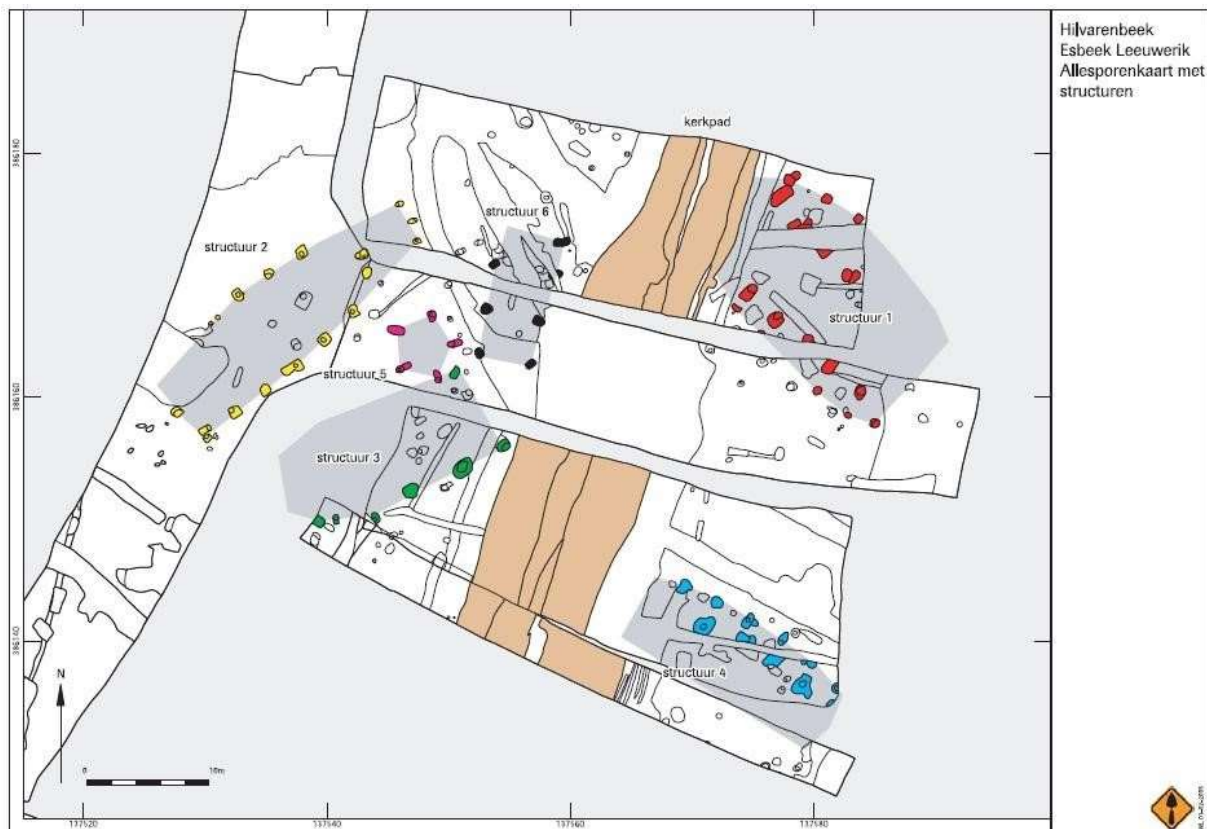 Hilvarenbeek
Esbeek Leeuwerik
Allesporenkaart met
structuren
kerkpad
386180
structuur 6
structuur 2
structuur 1
structuur 5
386160
structuur 3
386140
structuur 4
N
0 10m
137520 137540 137560 137580